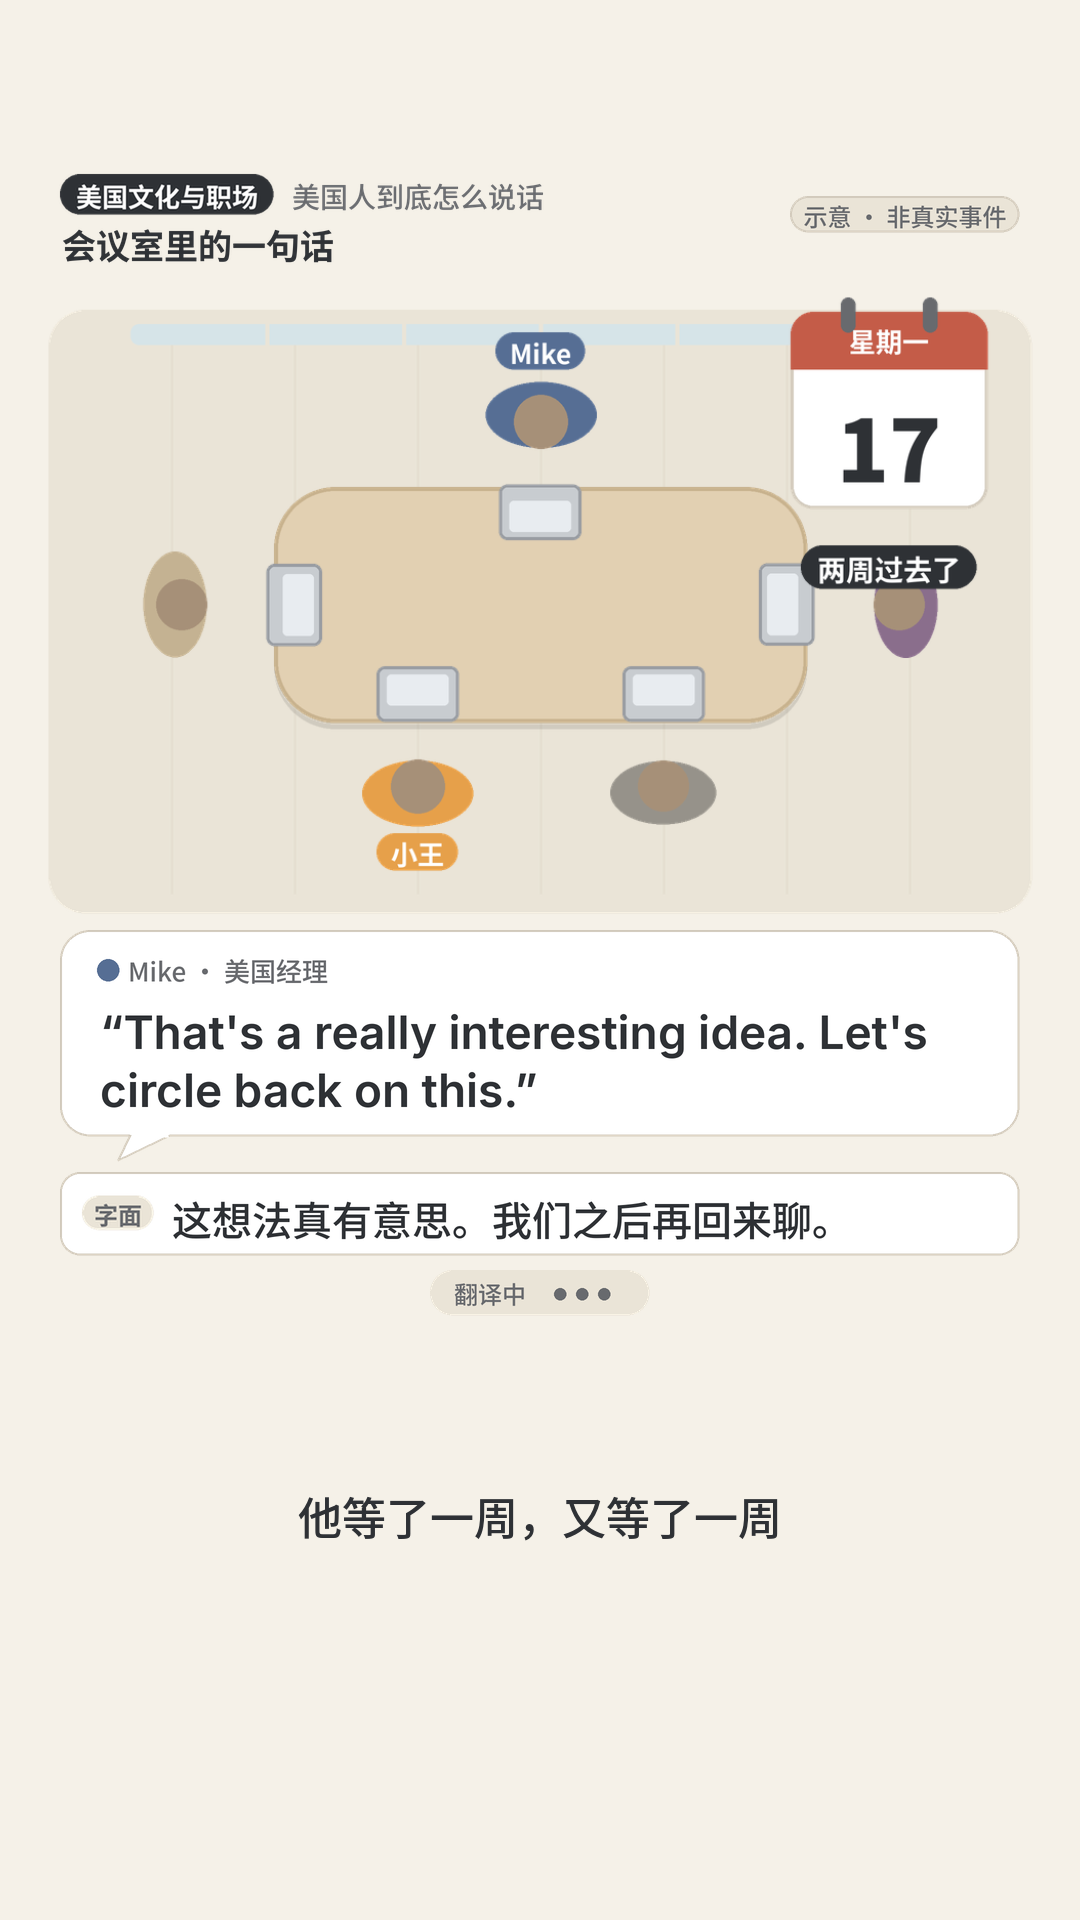 美国文化与职场 美国人到底怎么说话
会议室里的一句话
示意 · 非真实事件
星期一
17
Mike
两周过去了
小王
Mike · 美国经理
“That's a really interesting idea. Let's
circle back on this.”
字面 这想法真有意思。我们之后再回来聊。
翻译中
他等了一周，又等了一周